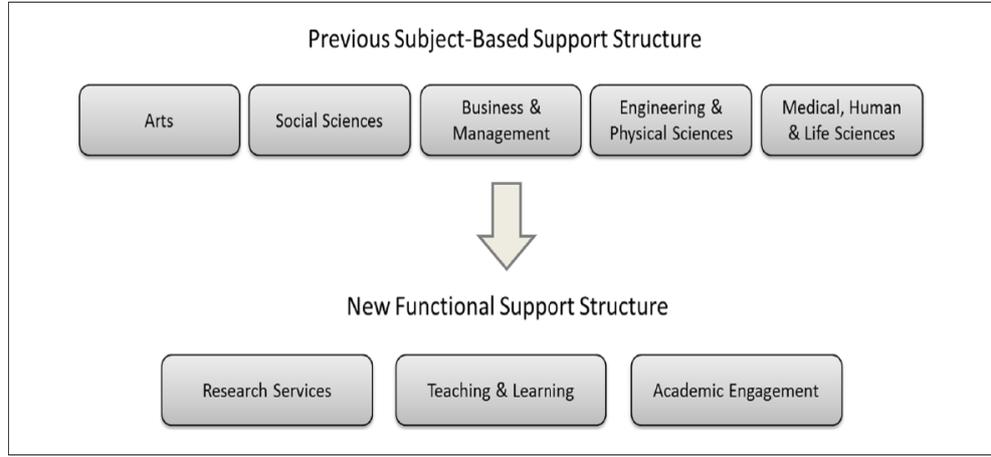 Previous Subject-Based Support Structure
Arts
Social Sciences
Business &
Management
Engineering &
Physical Sciences
Medical, Human
& Life Sciences
New Functional Support Structure
Research Services
Teaching & Learning
Academic Engagement